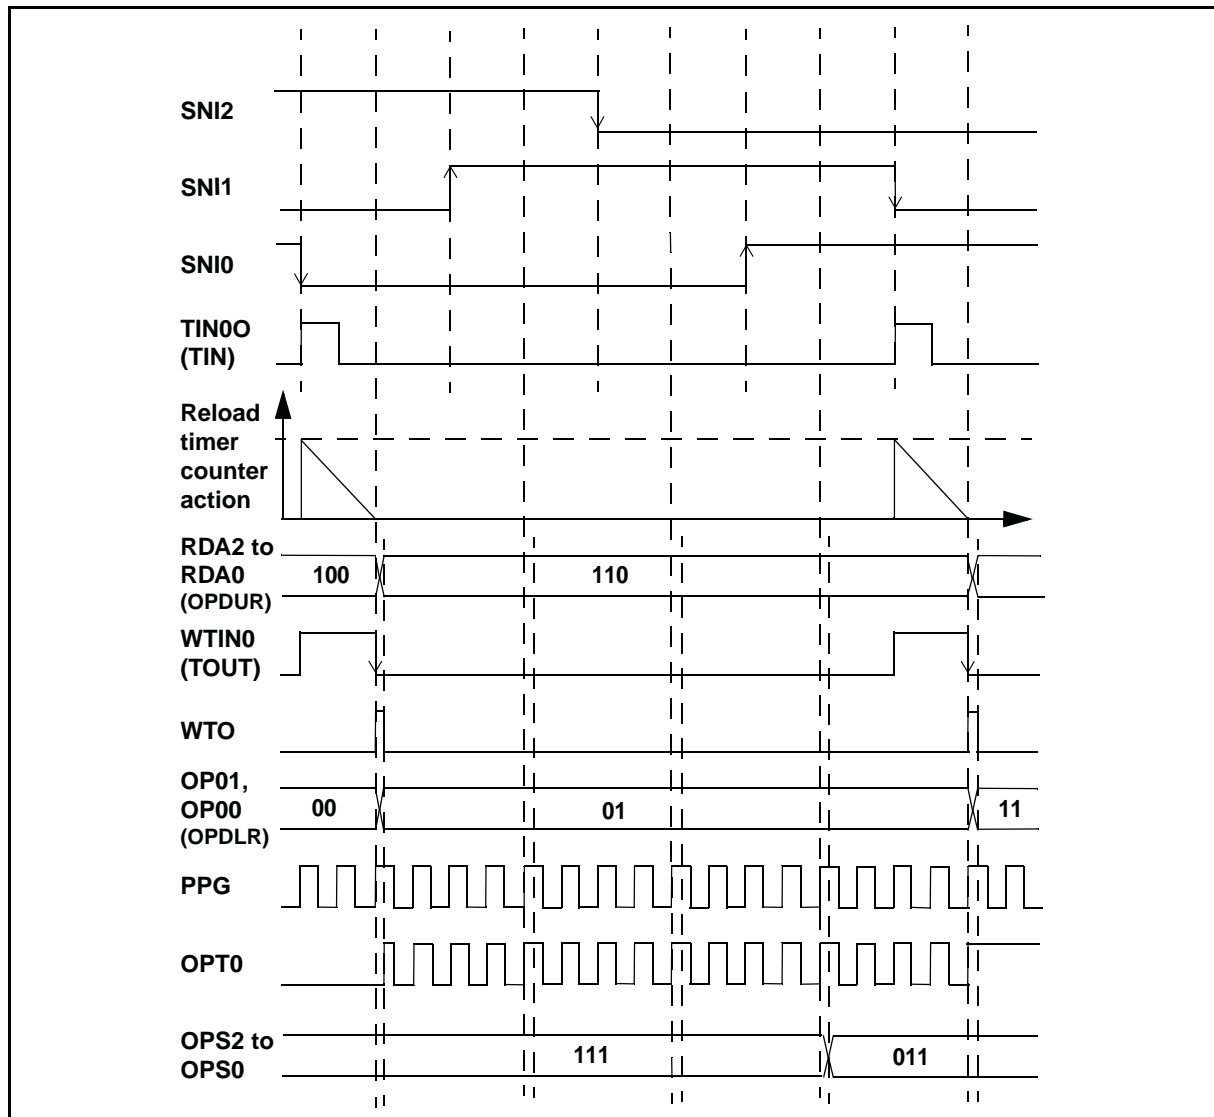 SNI2
SNI1
SNI0
TIN0O
(TIN)
Reload
timer
counter
action
RDA2 to
RDA0
(OPDUR)
100
110
WTIN0
(TOUT)
WTO
OP01,
OP00
(OPDLR)
00
01
11
PPG
OPT0
OPS2 to
OPS0
111
011